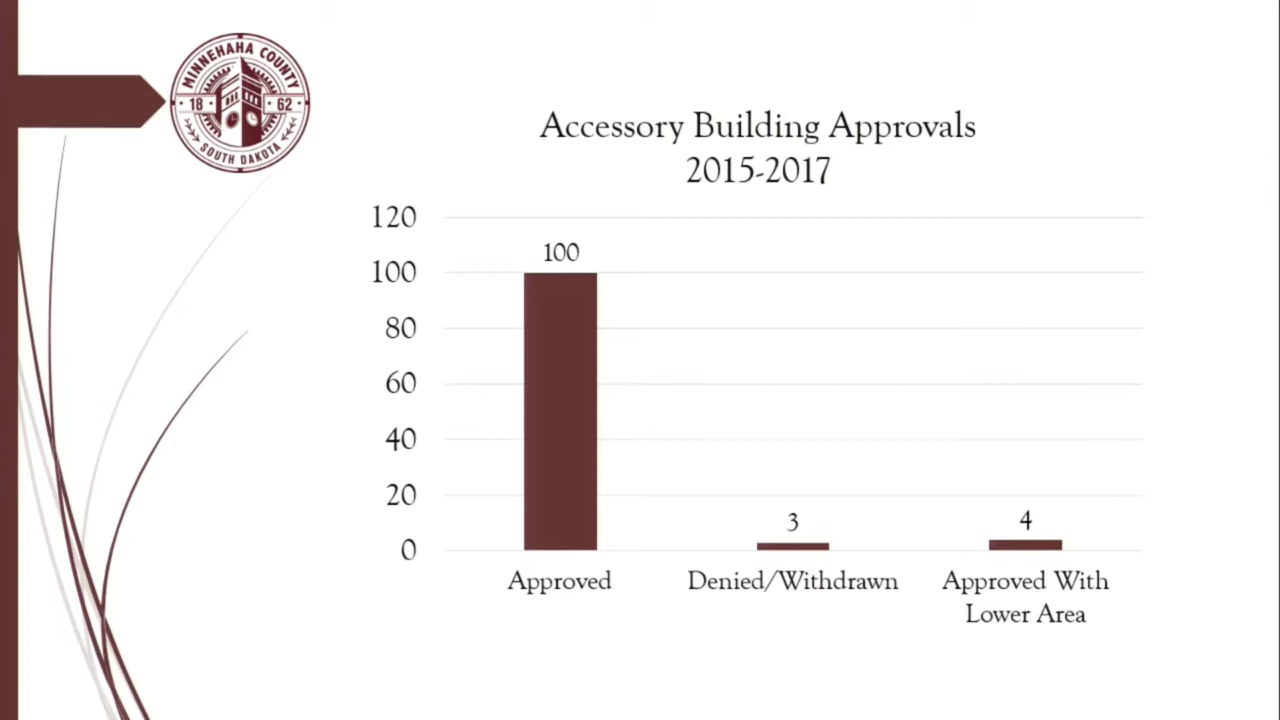 MINNEHAHA COUNTY
18 62
SOUTH DAKOTA
Accessory Building Approvals
2015-2017
120
100
80
60
40
20
0
100
3
4
Approved
Denied/Withdrawn
Approved With
Lower Area